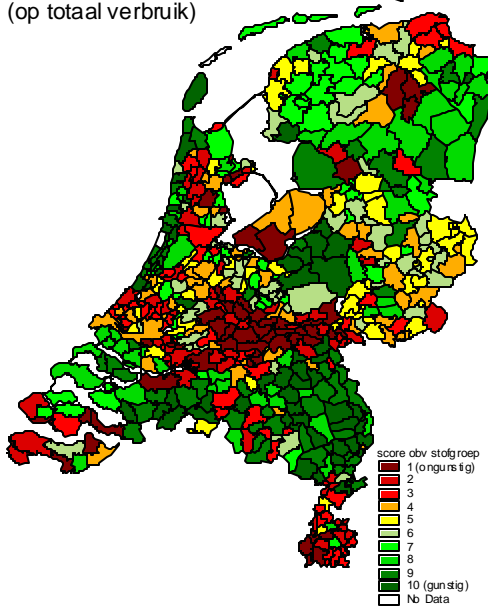 (op totaal verbruik)
score obv stofgroep
1 (ongunstig)
2
3
4
5
6
7
8
9
10 (gunstig)
No Data